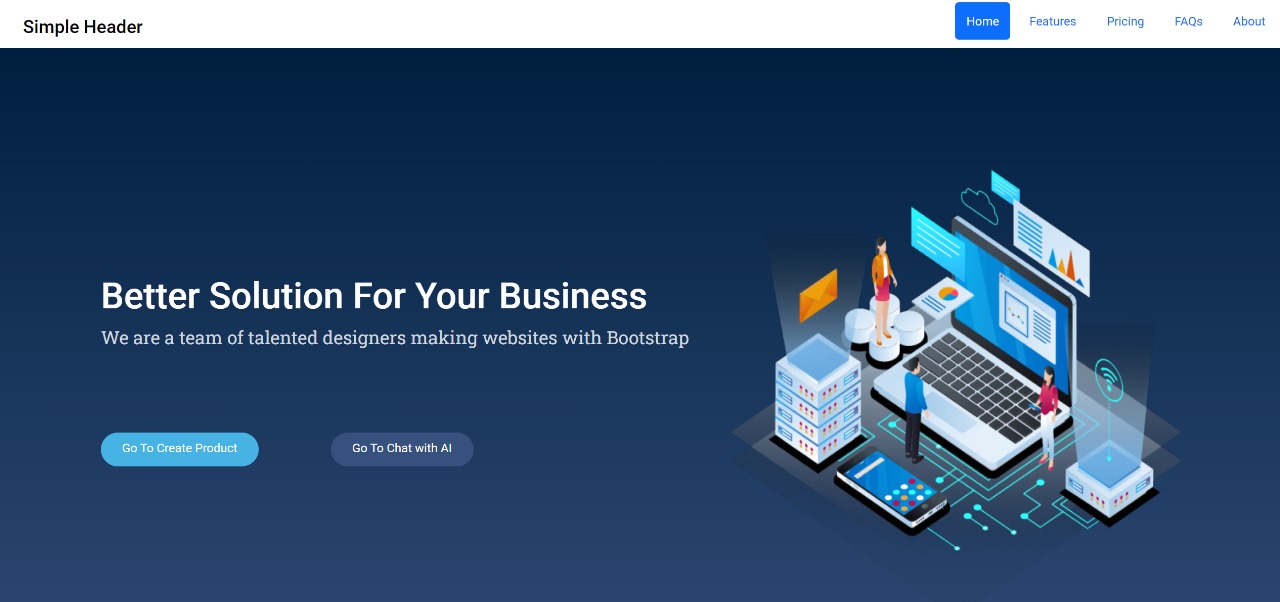 Simple Header
Home
Features
Pricing
FAQs
About
Better Solution For Your Business
We are a team of talented designers making websites with Bootstrap
Go To Create Product
Go To Chat with AI